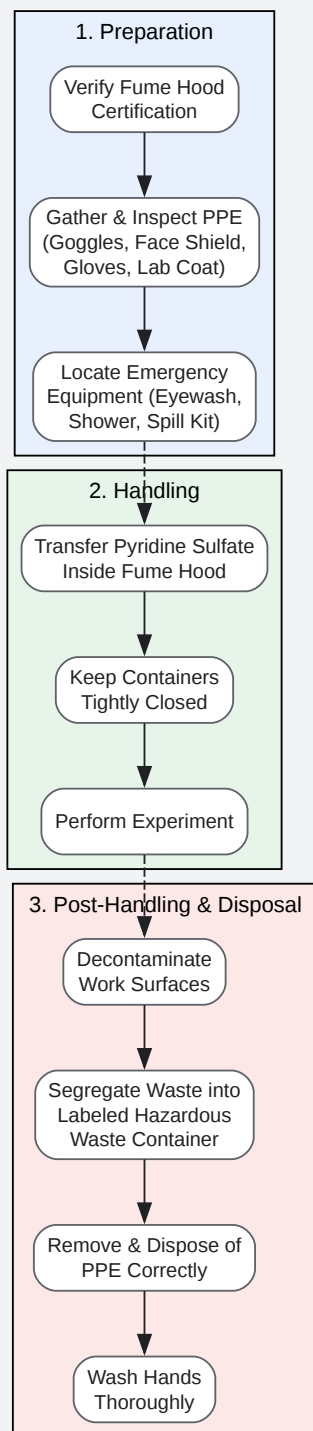 1. Preparation
Verify Fume Hood
Certification
Gather & Inspect PPE
(Goggles, Face Shield,
Gloves, Lab Coat)
Locate Emergency
Equipment (Eyewash,
Shower, Spill Kit)
2. Handling
Transfer Pyridine Sulfate
Inside Fume Hood
Keep Containers
Tightly Closed
Perform Experiment
3. Post-Handling & Disposal
Decontaminate
Work Surfaces
Segregate Waste into
Labeled Hazardous
Waste Container
Remove & Dispose of
PPE Correctly
Wash Hands
Thoroughly